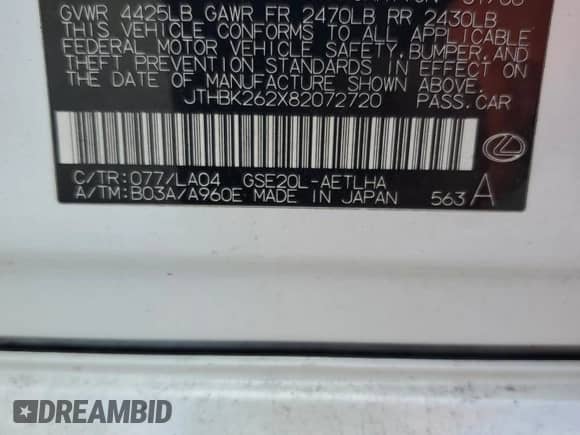 GVWR 4425LB GAWR FR 2470LB RR 2430LB
THIS VEHICLE CONFORMS TO ALL APPLICABLE
FEDERAL MOTOR VEHICLE SAFETY, BUMPER, AND
THEFT PREVENTION STANDARDS IN EFFECT ON
THE DATE OF MANUFACTURE SHOWN ABOVE.
JTHBK262X82072720 PASS.CAR
C/TR:077/LA04 GSE20L-AETLHA
A/TM:B03A/A960E MADE IN JAPAN 563 A
DREAMBID